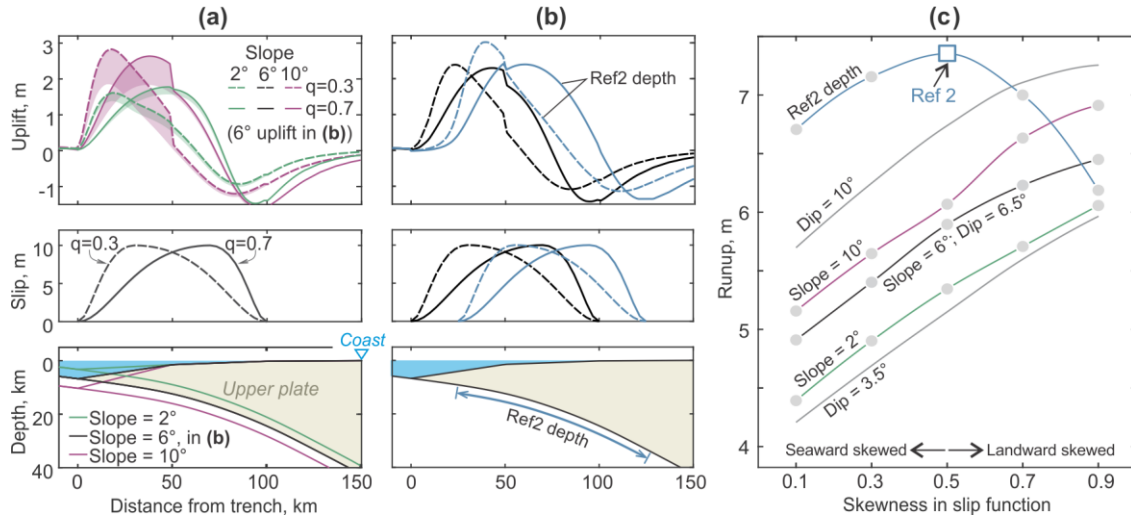 (a)
(b)
(c)
3
2
1
0
-1
Uplift, m
Slope
2° 6° 10°
q=0.3
q=0.7
(6° uplift in (b))
Ref2 depth
10
5
0
Slip, m
q=0.3
q=0.7
0
20
40
Depth, km
Coast
Upper plate
Slope = 2°
Slope = 6°, in (b)
Slope = 10°
Ref2 depth
0
50
100
150
Distance from trench, km
0
50
100
150
Distance from trench, km
7
6
5
4
Runup, m
Ref2 depth
Ref 2
Dip = 10°
Slope = 10°
Slope = 6°; Dip = 6.5°
Slope = 2°
Dip = 3.5°
Seaward skewed
Landward skewed
0.1
0.3
0.5
0.7
0.9
Skewness in slip function